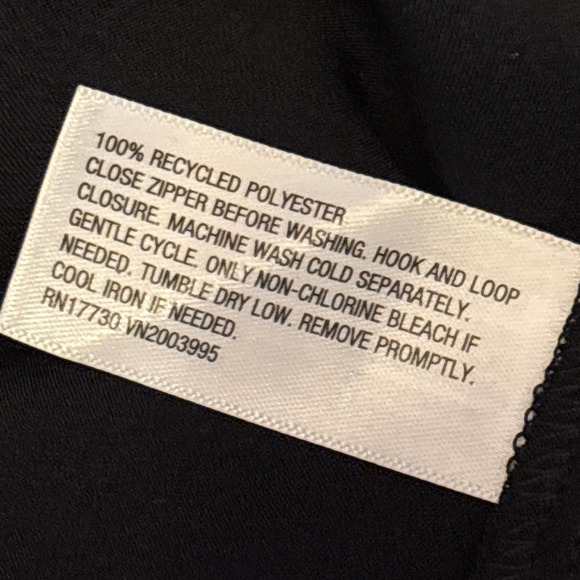 100% RECYCLED POLYESTER
CLOSE ZIPPER BEFORE WASHING. HOOK AND LOOP
CLOSURE. MACHINE WASH COLD SEPARATELY.
GENTLE CYCLE. ONLY NON-CHLORINE BLEACH IF
NEEDED. TUMBLE DRY LOW. REMOVE PROMPTLY.
COOL IRON IF NEEDED.
RN17730 VN2003995